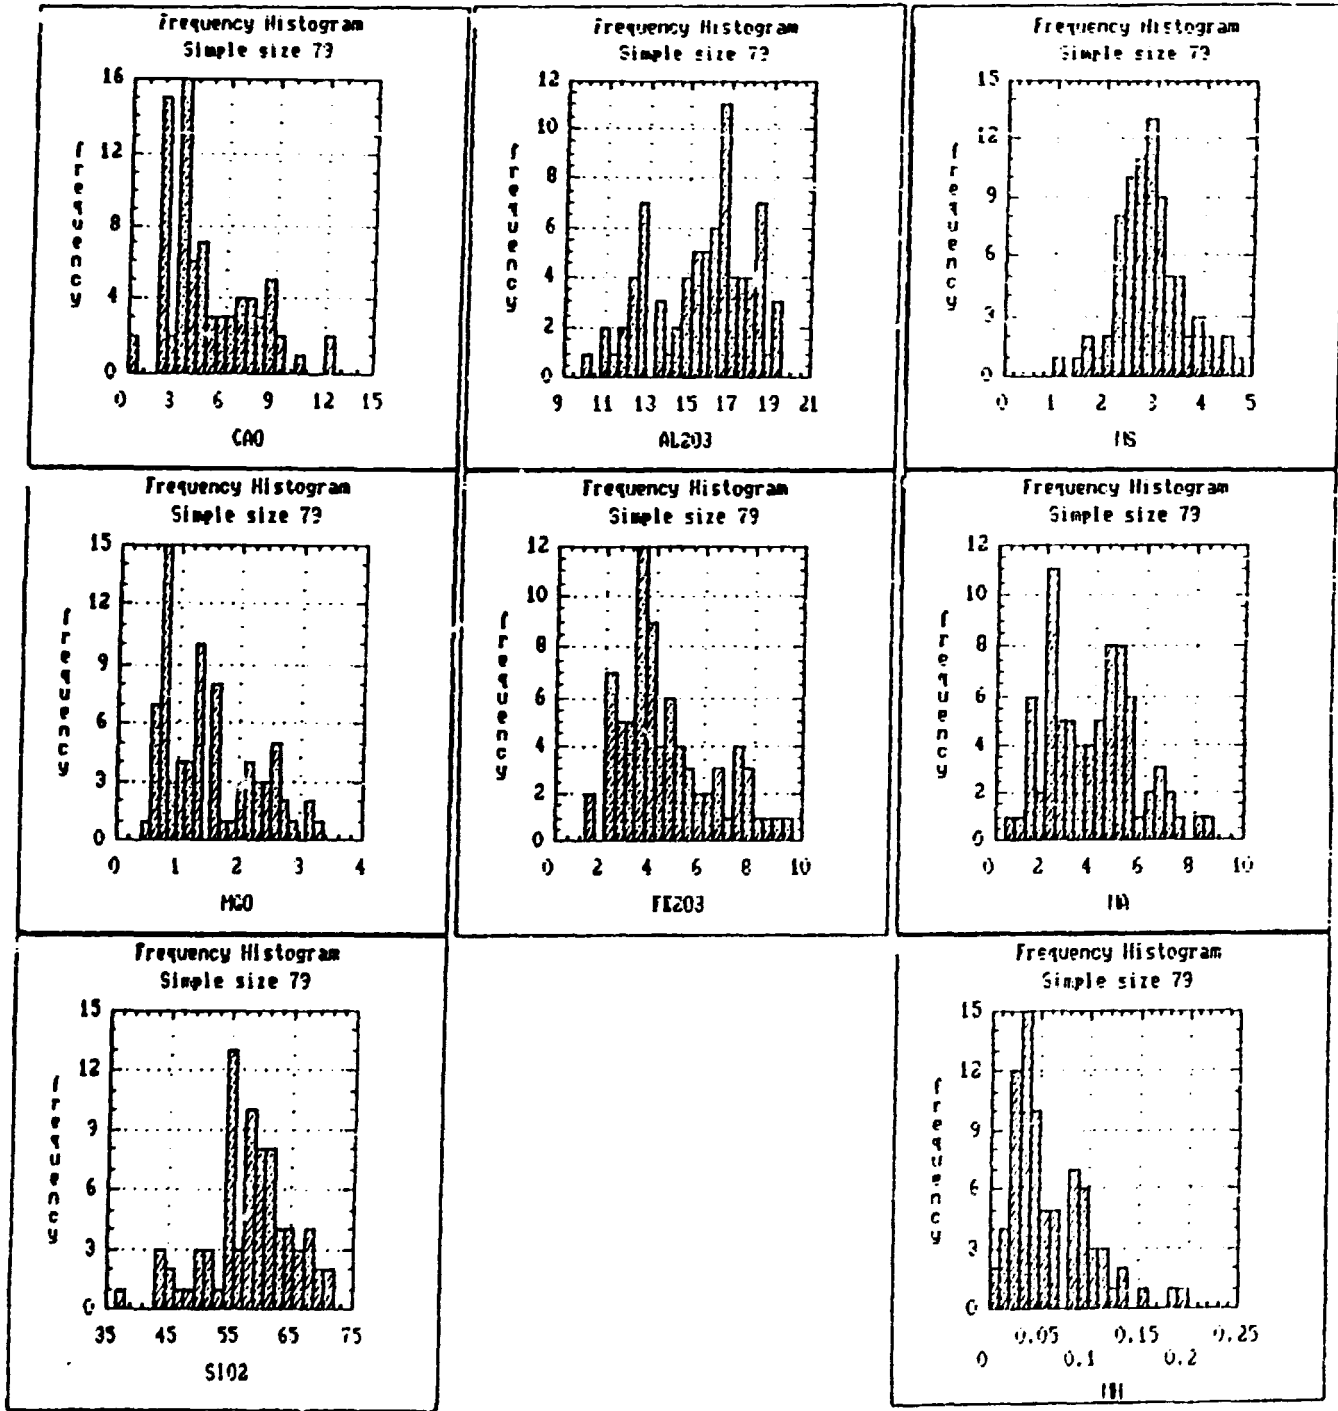 Frequency Histogram
Simple size 79
16
12
8
4
0
frequency
0 3 6 9 12 15
CAO
Frequency Histogram
Simple size 79
12
10
8
6
4
2
0
frequency
9 11 13 15 17 19 21
AL2O3
Frequency Histogram
Simple size 79
15
12
9
6
3
0
frequency
0 1 2 3 4 5
Frequency Histogram
Simple size 79
15
12
9
6
3
0
frequency
0 1 2 3 4
MGO
Frequency Histogram
Simple size 79
12
10
8
6
4
2
0
frequency
0 2 4 6 8 10
FE2O3
Frequency Histogram
Simple size 79
12
10
8
6
4
2
0
frequency
0 2 4 6 8 10
Frequency Histogram
Simple size 79
15
12
9
6
3
0
frequency
35 45 55 65 75
SIO2
Frequency Histogram
Simple size 79
15
12
9
6
3
0
frequency
0.05 0.15 0.25
0 0.1 0.2